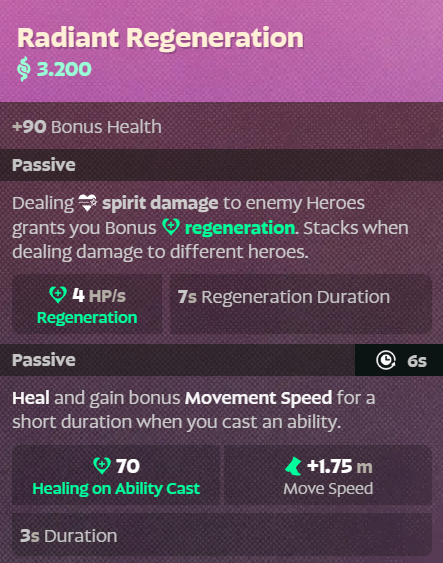 Radiant Regeneration
3.200
+90 Bonus Health
Passive
Dealing spirit damage to enemy Heroes
grants you Bonus regeneration. Stacks when
dealing damage to different heroes.
4 HP/s
Regeneration
7s Regeneration Duration
Passive
6s
Heal and gain bonus Movement Speed for a
short duration when you cast an ability.
70
Healing on Ability Cast
+1.75 m
Move Speed
3s Duration